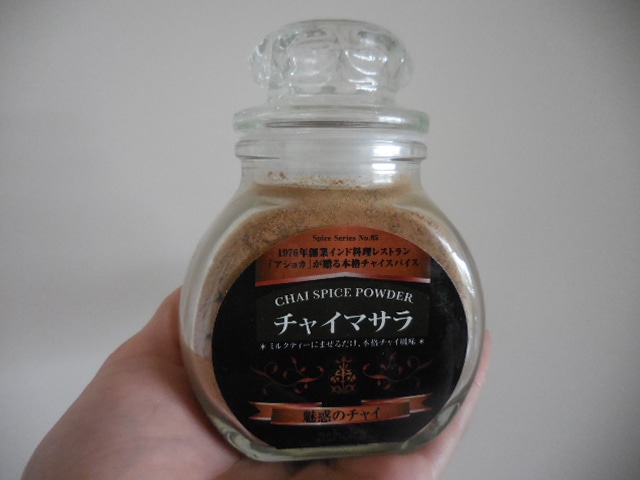 Spice Series No.05
1976年創業インド料理レストラン
「アショカ」が贈る本格チャイスパイス
CHAI SPICE POWDER
チャイマサラ
＊ミルクティーにまぜるだけ、本格チャイ風味＊
魅惑のチャイ